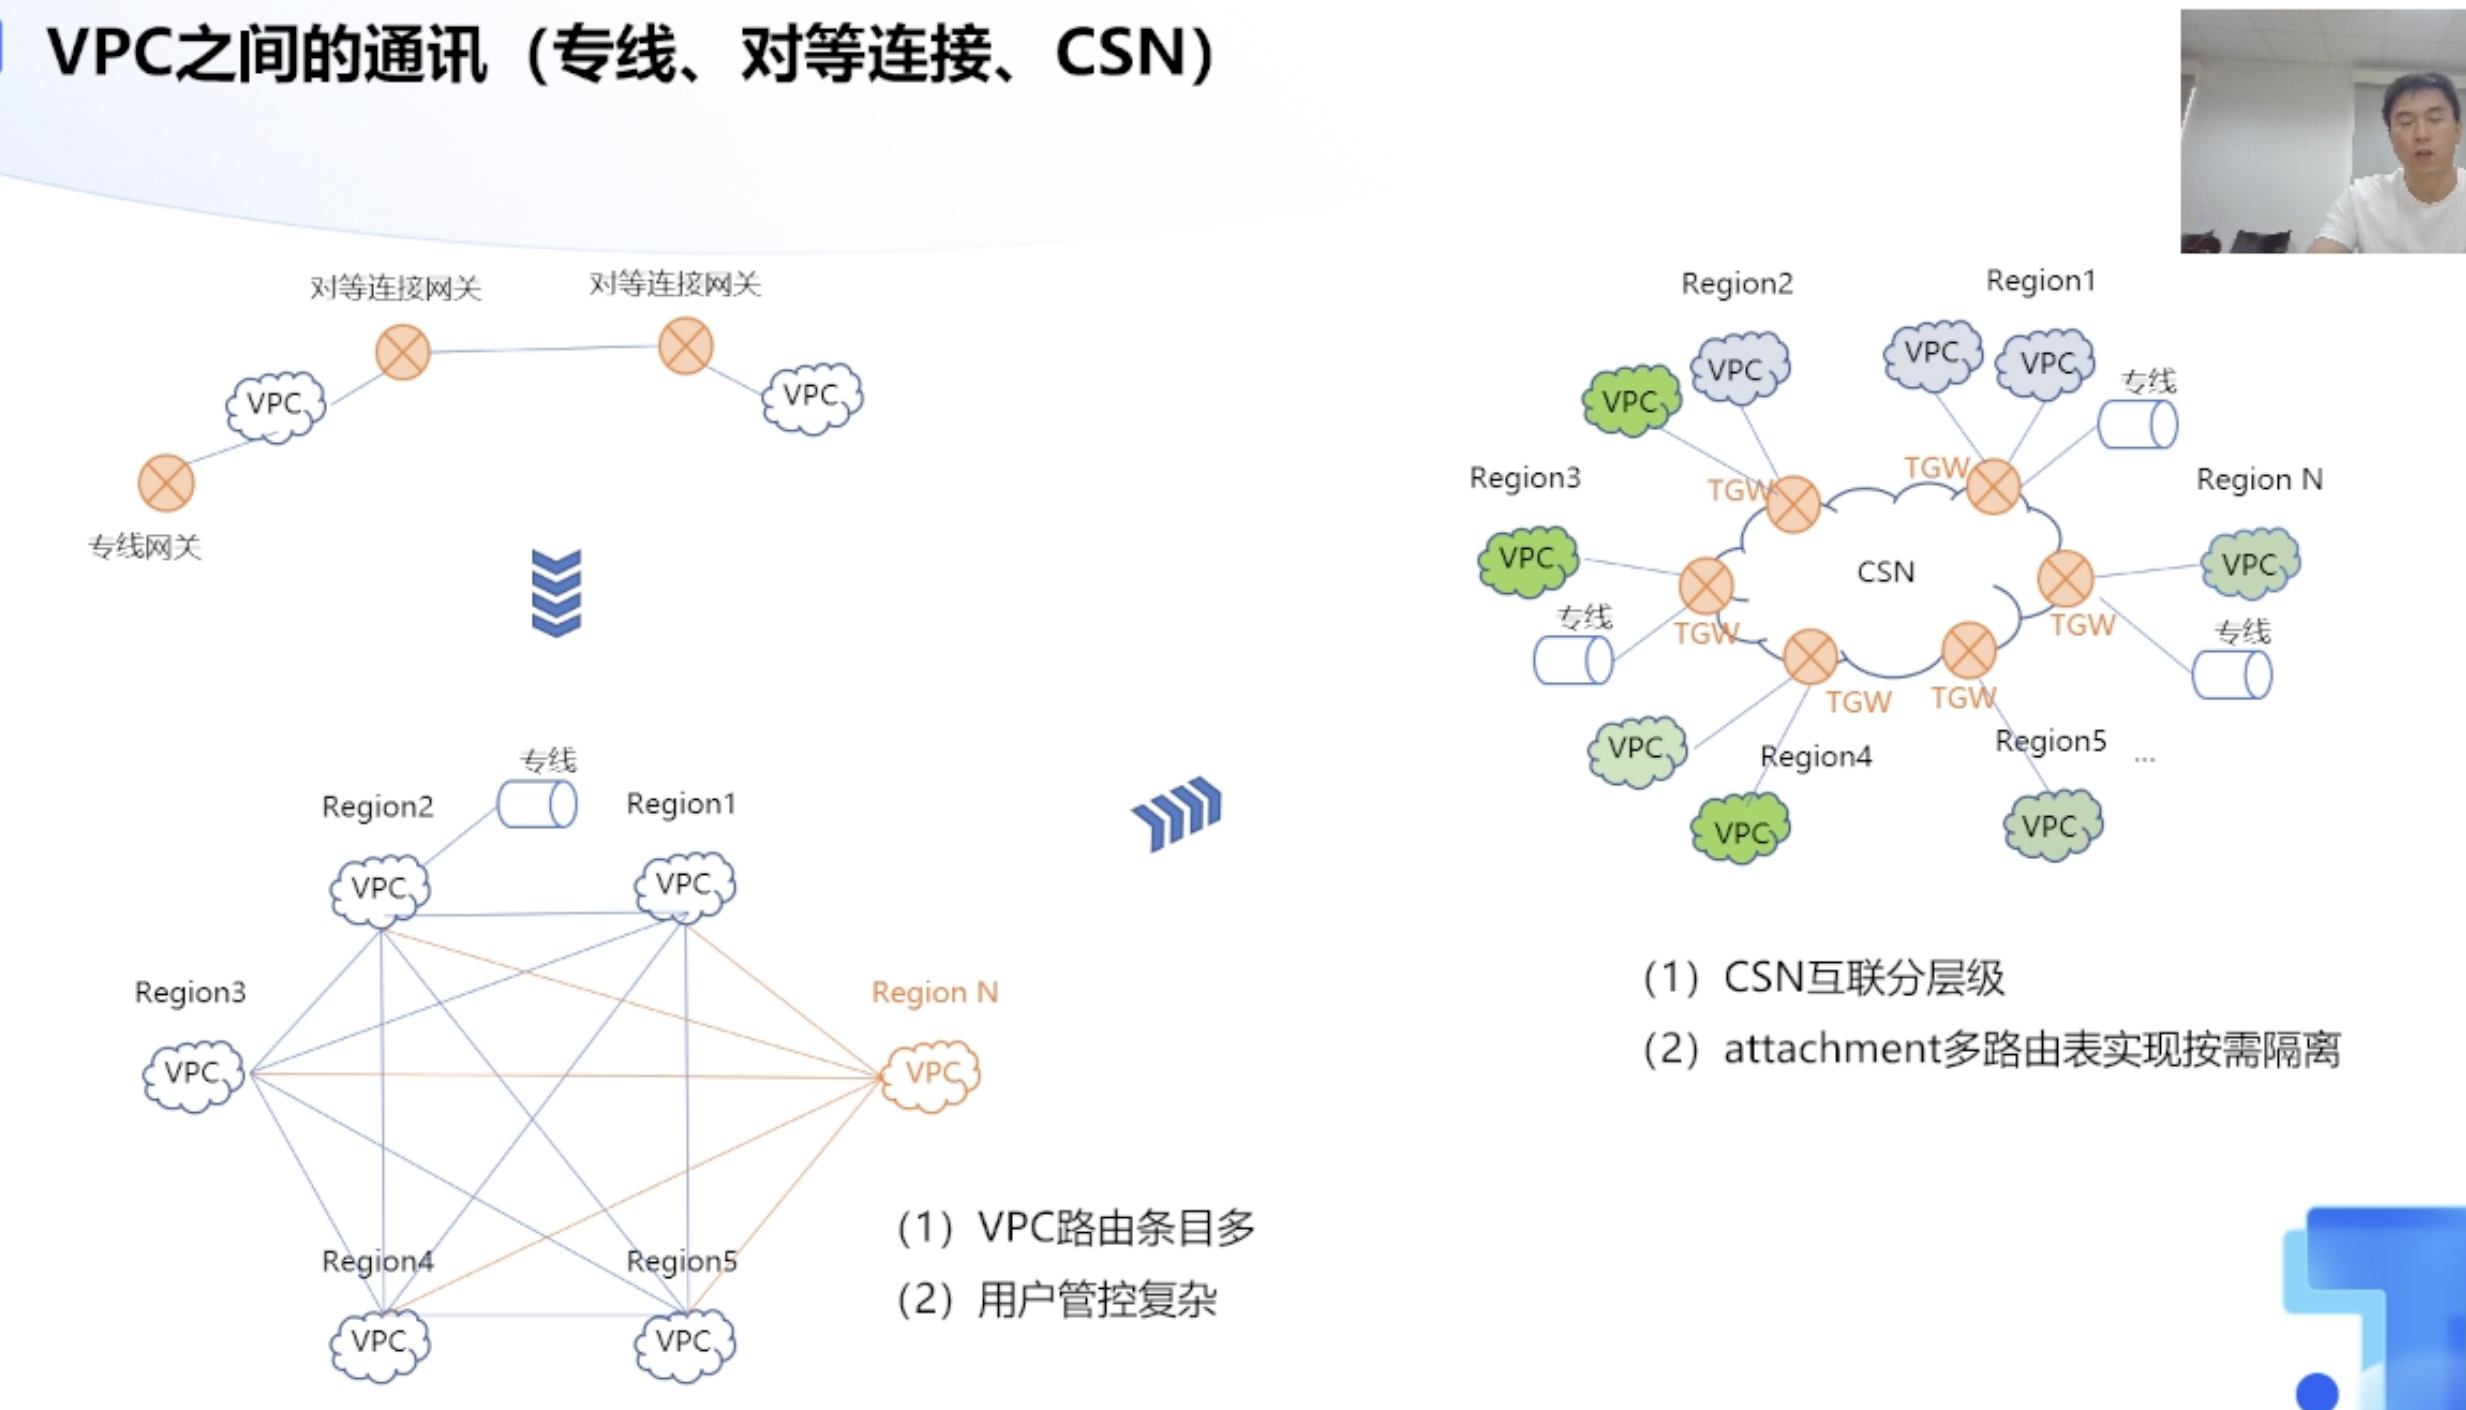 VPC之间的通讯（专线、对等连接、CSN）
对等连接网关
对等连接网关
VPC
VPC
专线网关
专线
Region2
Region1
VPC
VPC
Region3
Region N
VPC
VPC
Region4
Region5
VPC
VPC
（1）VPC路由条目多
（2）用户管控复杂
Region2
Region1
VPC
VPC
VPC
VPC
专线
TGW
TGW
Region3
Region N
VPC
CSN
VPC
专线
TGW
TGW
专线
TGW
TGW
VPC
Region4
Region5
...
VPC
VPC
（1）CSN互联分层级
（2）attachment多路由表实现按需隔离